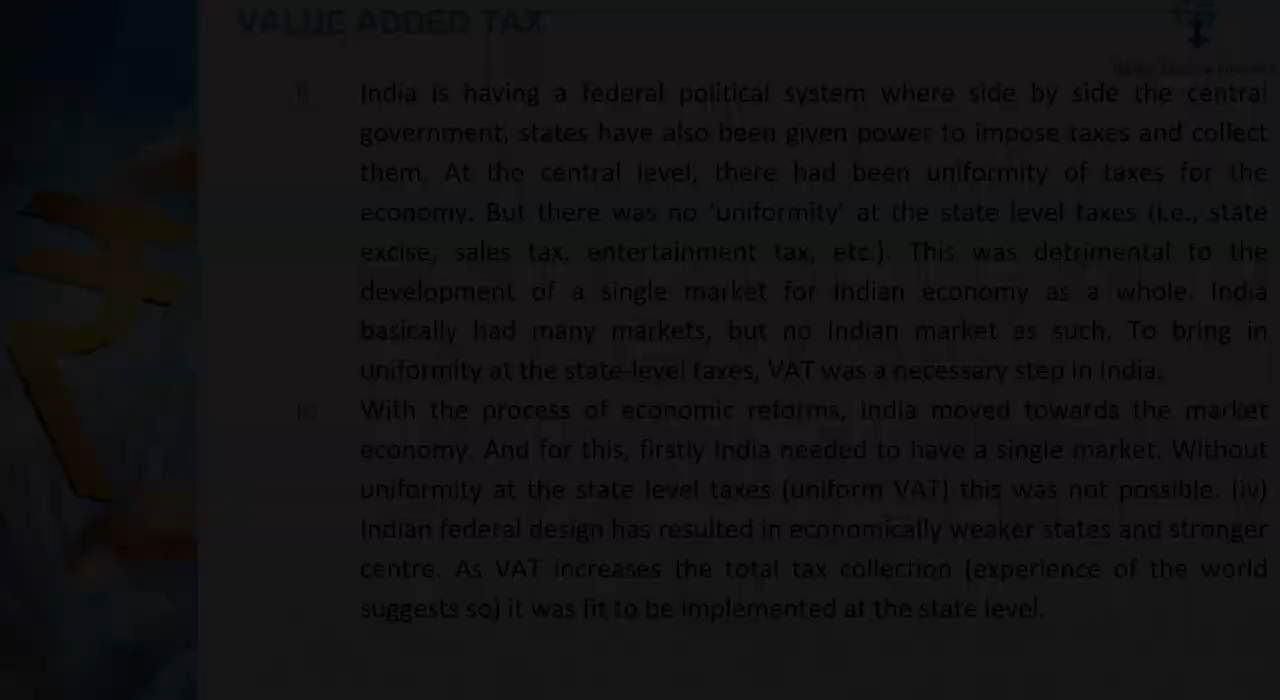 VALUE ADDED TAX
India is having a federal political system where side by side the central
government, states have also been given power to impose taxes and collect
them. At the central level, there had been uniformity of taxes for the
economy. But there was no 'uniformity' at the state level taxes (i.e., state
excise, sales tax, entertainment tax, etc.). This was detrimental to the
development of a single market for Indian economy as a whole. India
basically had many markets, but no Indian market as such. To bring in
uniformity at the state-level taxes, VAT was a necessary step in India.
With the process of economic reforms, India moved towards the market
economy. And for this, firstly India needed to have a single market. Without
uniformity at the state level taxes (uniform VAT) this was not possible. (iv)
Indian federal design has resulted in economically weaker states and stronger
centre. As VAT increases the total tax collection (experience of the world
suggests so) it was fit to be implemented at the state level.